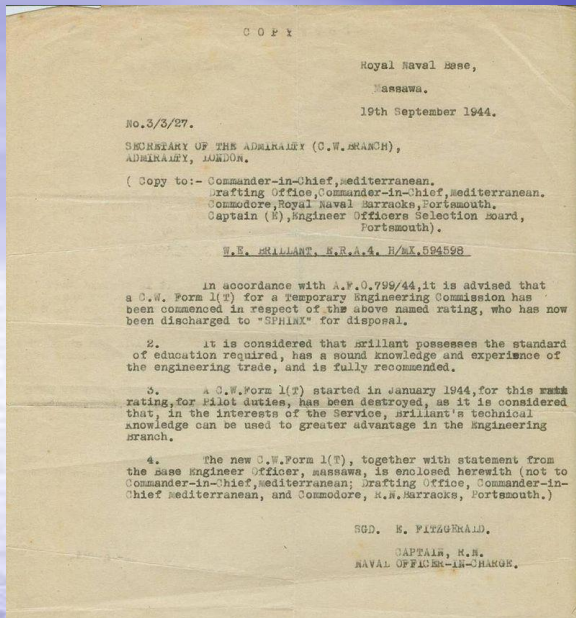 C O P Y
Royal Naval Base,
Massawa.
19th September 1944.
No.3/3/27.
SECRETARY OF THE ADMIRALTY (C.W.BRANCH),
ADMIRALTY, LONDON.
( Copy to:- Commander-in-Chief,Mediterranean.
Drafting Office,Commander-in-Chief,Mediterranean.
Commodore,Royal Naval Barracks,Portsmouth.
Captain (E),Engineer Officers Selection Board,
Portsmouth).
W.E. BRILLANT, E.R.A.4. H/MX.594598
In accordance with A.F.O.799/44,it is advised that
a C.W. Form 1(T) for a Temporary Engineering Commission has
been commenced in respect of the above named rating, who has now
been discharged to "SPHINX" for disposal.
2. It is considered that Brillant possesses the standard
of education required, has a sound knowledge and experience of
the engineering trade, and is fully recommended.
3. A C.W.Form 1(T) started in January 1944,for this
rating,for Pilot duties, has been destroyed, as it is considered
that, in the interests of the Service, Brillant's technical
knowledge can be used to greater advantage in the Engineering
Branch.
4. The new C.W.Form 1(T), together with statement from
the Base Engineer Officer, Massawa, is enclosed herewith (not to
Commander-in-Chief,Mediterranean; Drafting Office, Commander-in-
Chief Mediterranean, and Commodore, R.N.Barracks, Portsmouth.)
SGD. E. FITZGERALD.
CAPTAIN, R.N.
NAVAL OFFICER-IN-CHARGE.